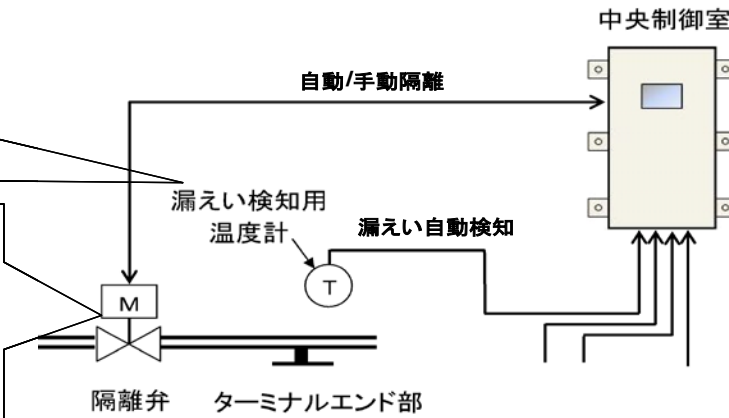 中央制御室
自動/手動隔離
漏えい検知用
温度計
漏えい自動検知
T
M
隔離弁 ターミナルエンド部